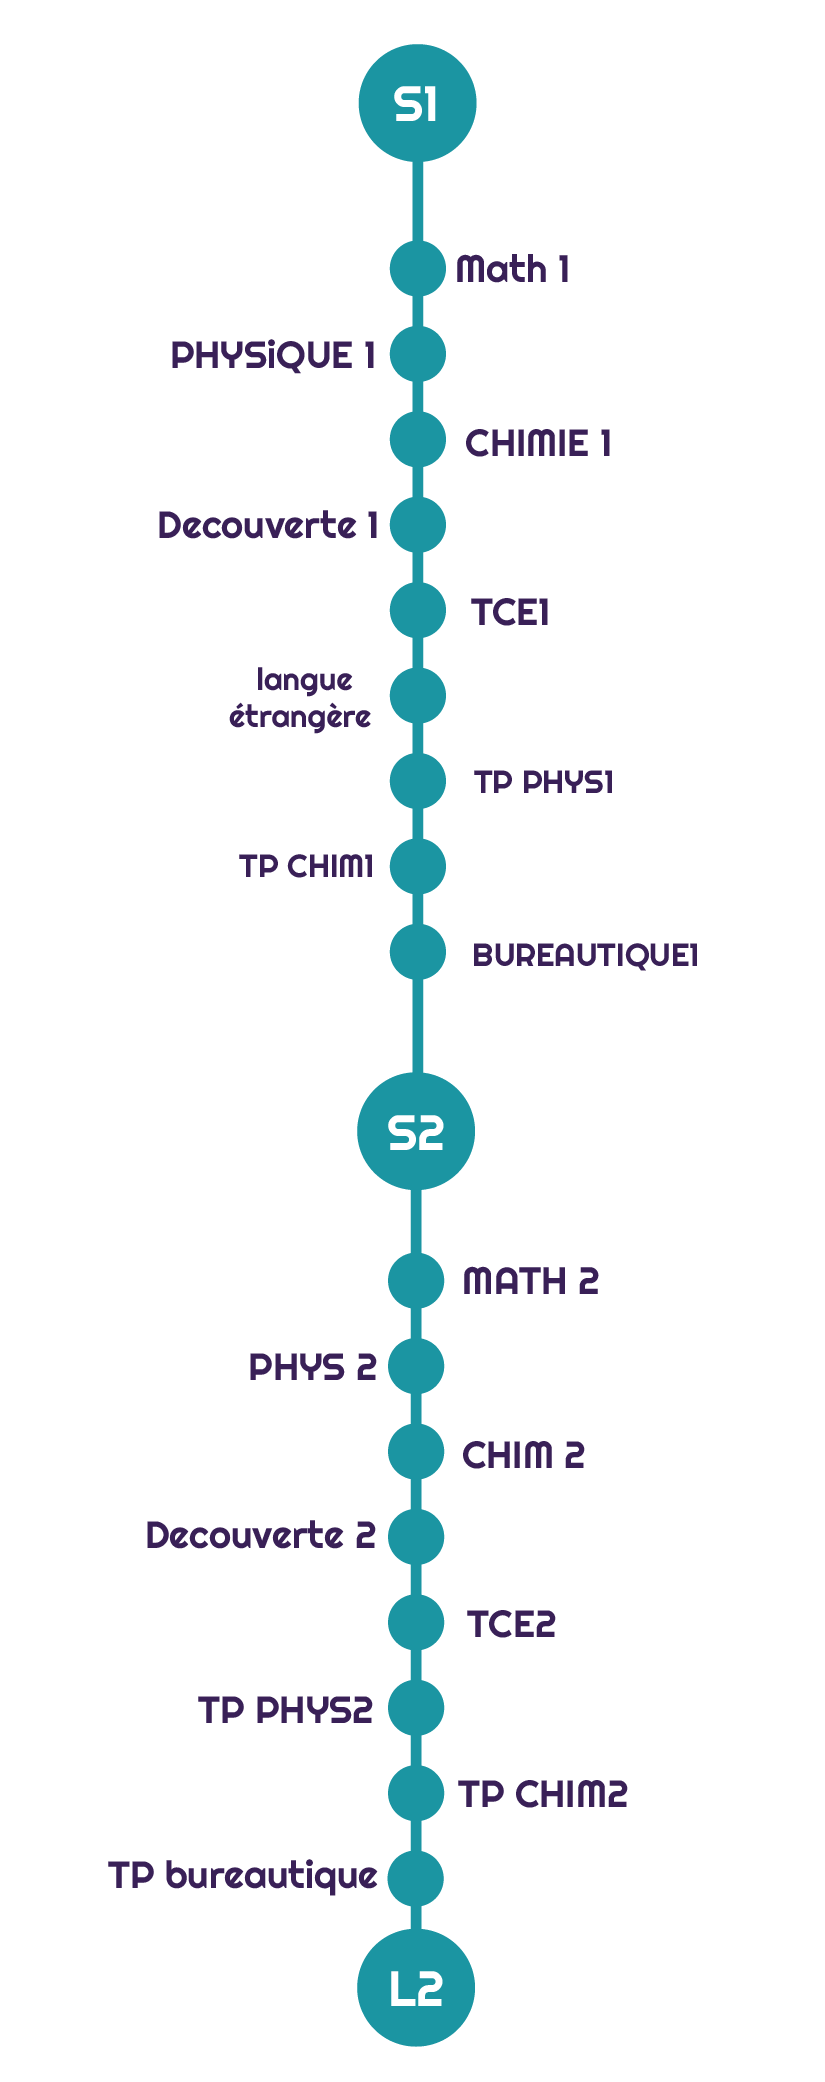 S1
Math 1
PHYSiQUE 1
CHIMIE 1
Decouverte 1
TCE1
langue
étrangère
TP PHYS1
TP CHIM1
BUREAUTIQUE1
S2
MATH 2
PHYS 2
CHIM 2
Decouverte 2
TCE2
TP PHYS2
TP CHIM2
TP bureautique
L2